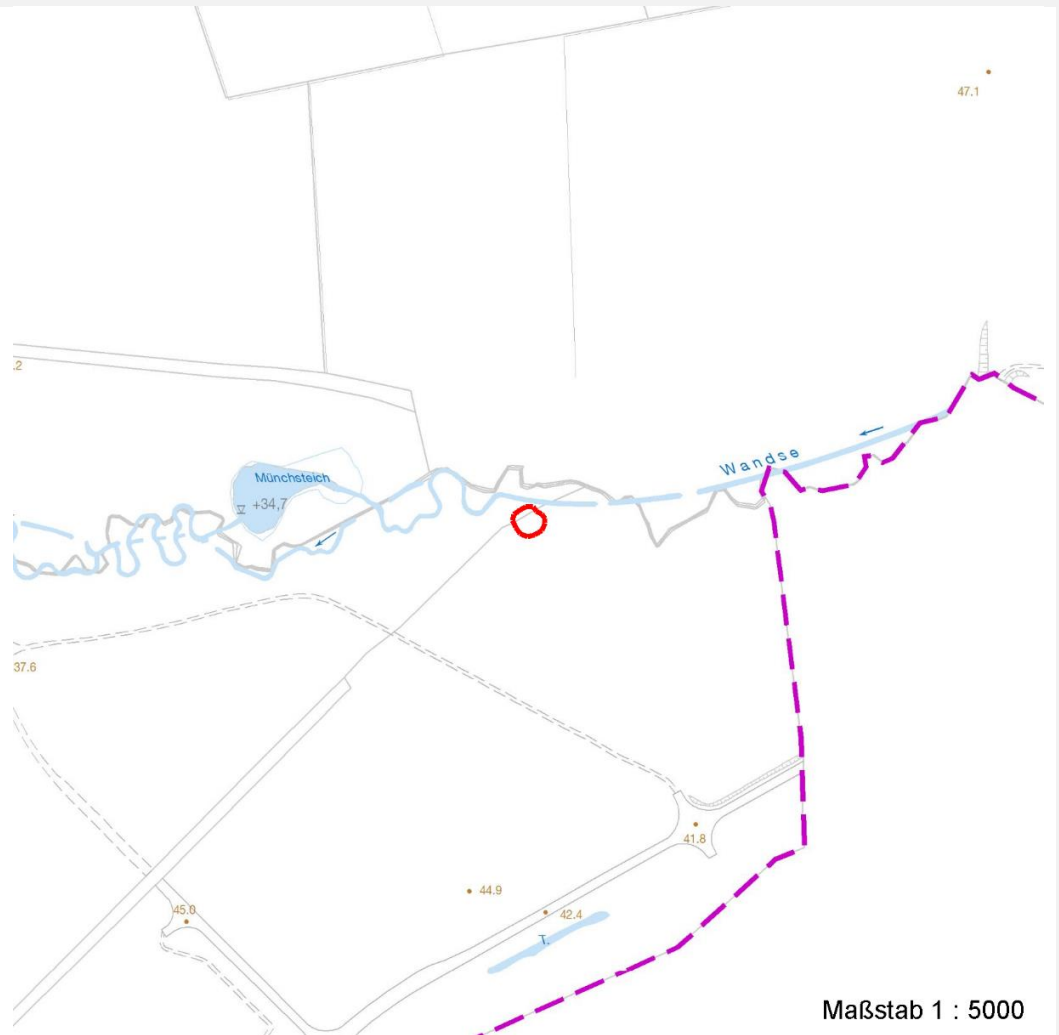 47.1
.2
Wandse
Münchsteich
+34,7
37.6
41.8
44.9
45.0
42.4
T.
Maßstab 1 : 5000